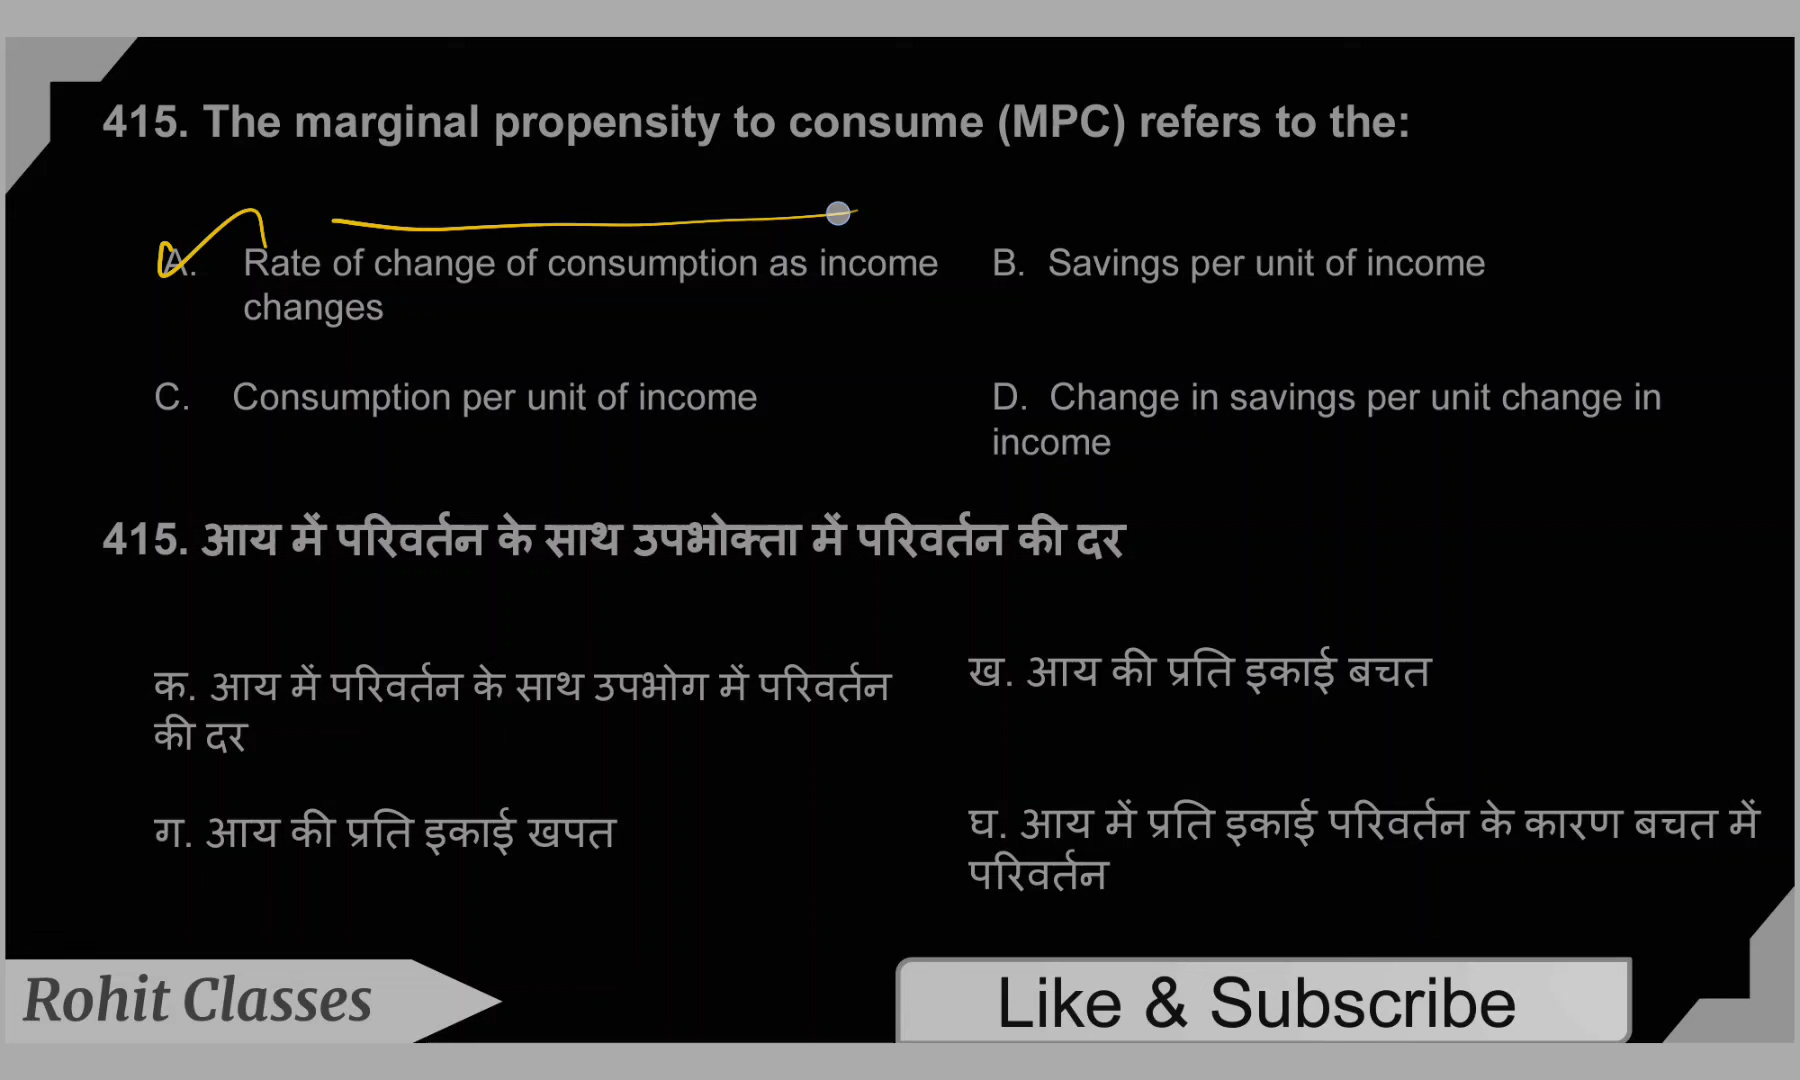 415. The marginal propensity to consume (MPC) refers to the:
A. Rate of change of consumption as income
changes
B. Savings per unit of income
C. Consumption per unit of income
D. Change in savings per unit change in
income
415. आय में परिवर्तन के साथ उपभोक्ता में परिवर्तन की दर
क. आय में परिवर्तन के साथ उपभोग में परिवर्तन
की दर
ख. आय की प्रति इकाई बचत
ग. आय की प्रति इकाई खपत
घ. आय में प्रति इकाई परिवर्तन के कारण बचत में
परिवर्तन
Rohit Classes
Like & Subscribe